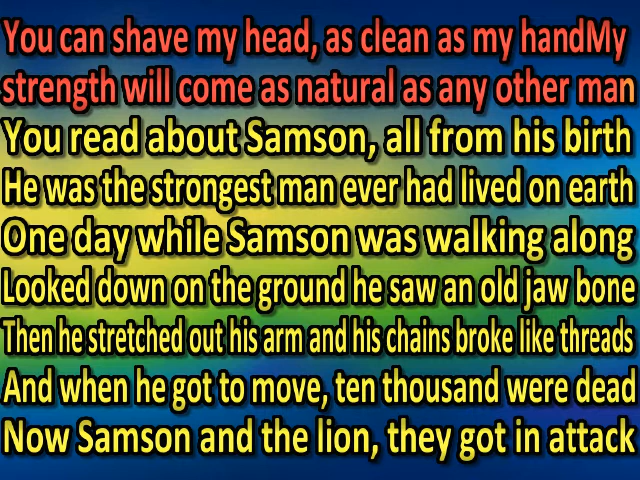 You can shave my head, as clean as my handMy
strength will come as natural as any other man
You read about Samson, all from his birth
He was the strongest man ever had lived on earth
One day while Samson was walking along
Looked down on the ground he saw an old jaw bone
Then he stretched out his arm and his chains broke like threads
And when he got to move, ten thousand were dead
Now Samson and the lion, they got in attack